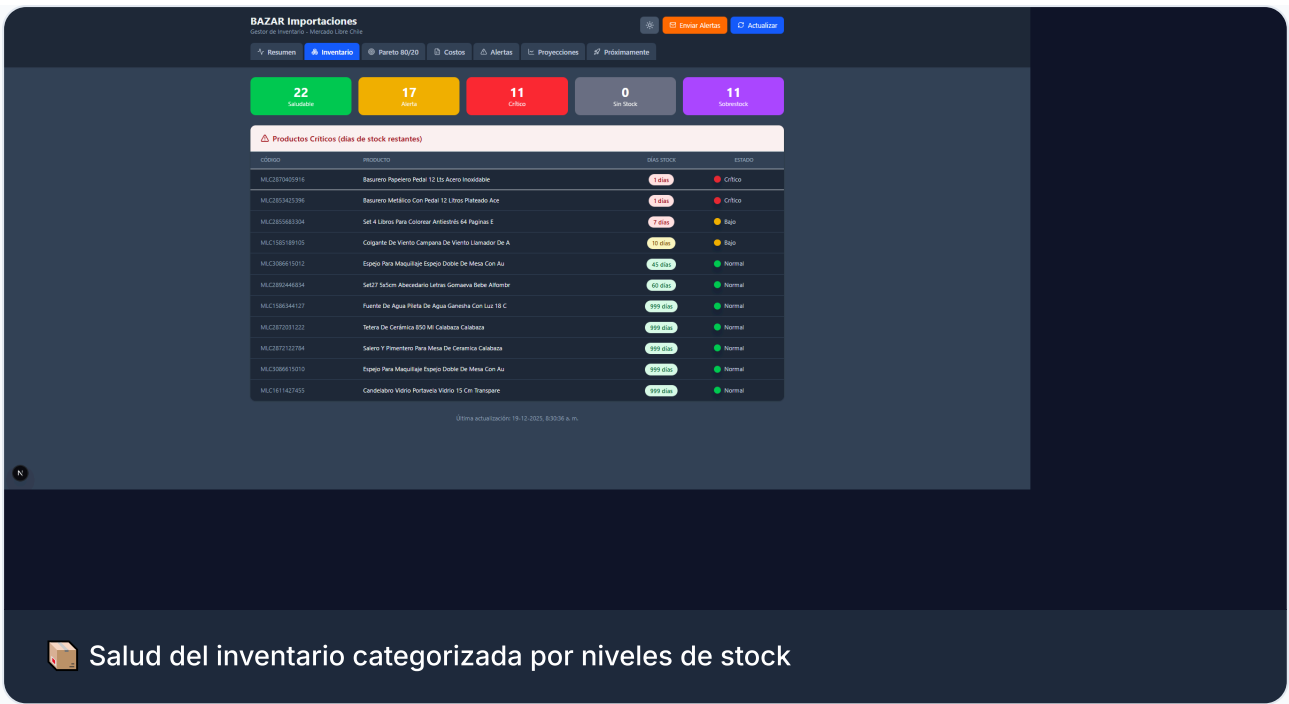 BAZAR Importaciones
Gestor de Inventario - Mercado Libre Chile
Enviar Alertas
Actualizar
Resumen
Inventario
Pareto 80/20
Costos
Alertas
Proyecciones
Próximamente
22
Saludable
17
Alerta
11
Crítico
0
Sin Stock
11
Sobrestock
Productos Críticos (días de stock restantes)
CÓDIGO PRODUCTO DÍAS STOCK ESTADO
MLC2870405916 Basurero Papelero Pedal 12 Lts Acero Inoxidable 1 días Crítico
MLC2853425396 Basurero Metálico Con Pedal 12 Litros Plateado Ace 1 días Crítico
MLC2855683304 Set 4 Libros Para Colorear Antiestrés 64 Paginas E 7 días Bajo
MLC1585189105 Colgante De Viento Campana De Viento Llamador De A 10 días Bajo
MLC3086615012 Espejo Para Maquillaje Espejo Doble De Mesa Con Au 45 días Normal
MLC2892446834 Set27 5x5cm Abecedario Letras Gomaeva Bebe Alfombr 60 días Normal
MLC1586344127 Fuente De Agua Pileta De Agua Ganesha Con Luz 18 C 999 días Normal
MLC2872031222 Tetera De Cerámica 850 Ml Calabaza Calabaza 999 días Normal
MLC2872122784 Salero Y Pimentero Para Mesa De Ceramica Calabaza 999 días Normal
MLC3086615010 Espejo Para Maquillaje Espejo Doble De Mesa Con Au 999 días Normal
MLC1611427455 Candelabro Vidrio Portavela Vidrio 15 Cm Transpare 999 días Normal
Última actualización: 19-12-2025, 8:30:36 a. m.
N
Salud del inventario categorizada por niveles de stock